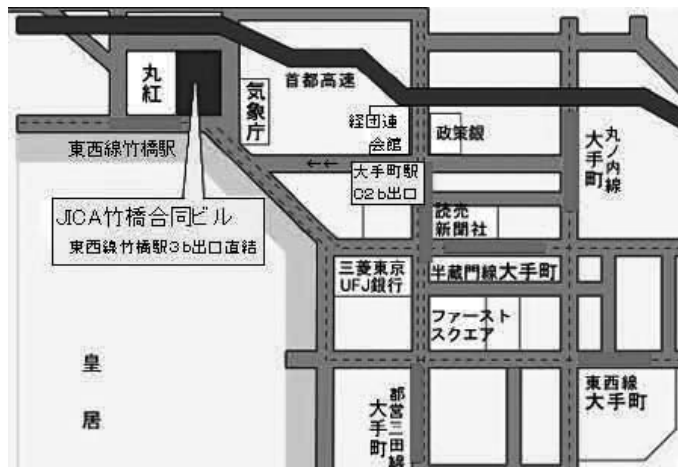 丸紅
気象庁
首都高速
経団連
会館
政策銀
丸ノ内線
大手町
東西線竹橋駅
←←
大手町駅
C2b出口
JICA竹橋合同ビル
東西線竹橋駅3b出口直結
読売
新聞社
三菱東京
UFJ銀行
半蔵門線大手町
ファースト
スクエア
皇居
都営三田線
大手町
東西線
大手町